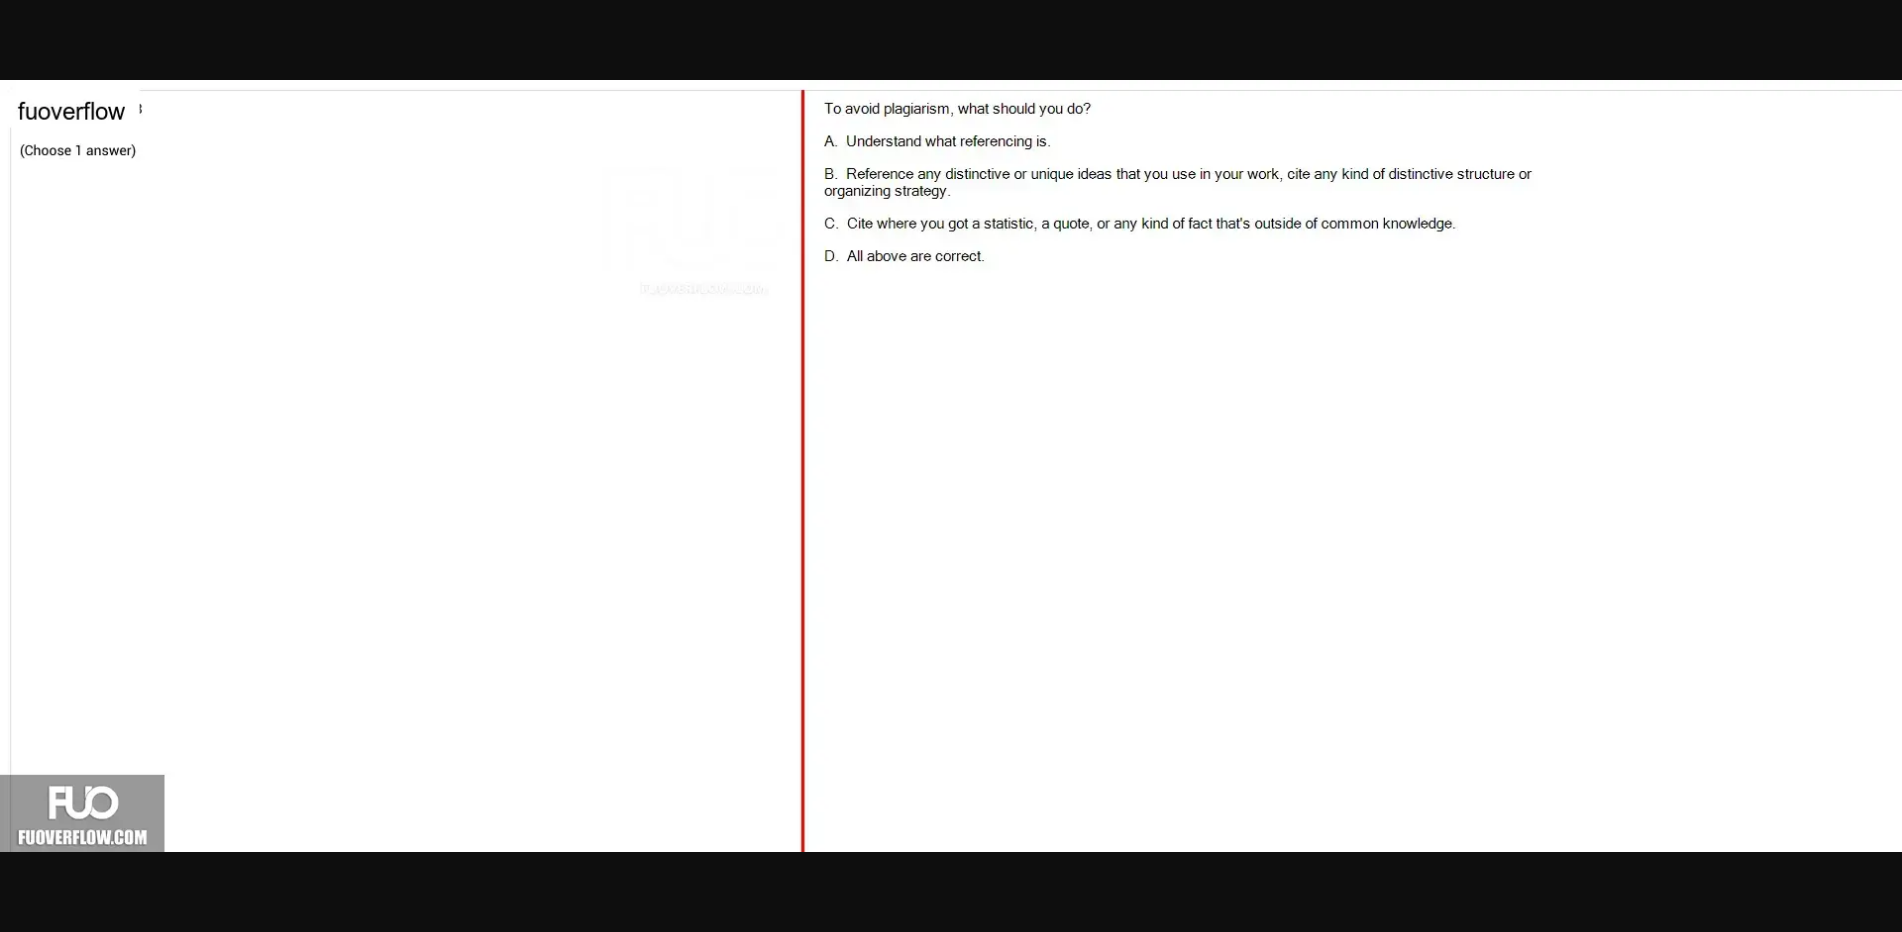 fuoverflow
(Choose 1 answer)
To avoid plagiarism, what should you do?
A. Understand what referencing is.
B. Reference any distinctive or unique ideas that you use in your work, cite any kind of distinctive structure or
organizing strategy.
C. Cite where you got a statistic, a quote, or any kind of fact that's outside of common knowledge.
D. All above are correct.
FUOVERFLOW.COM
FUO
FUOVERFLOW.COM